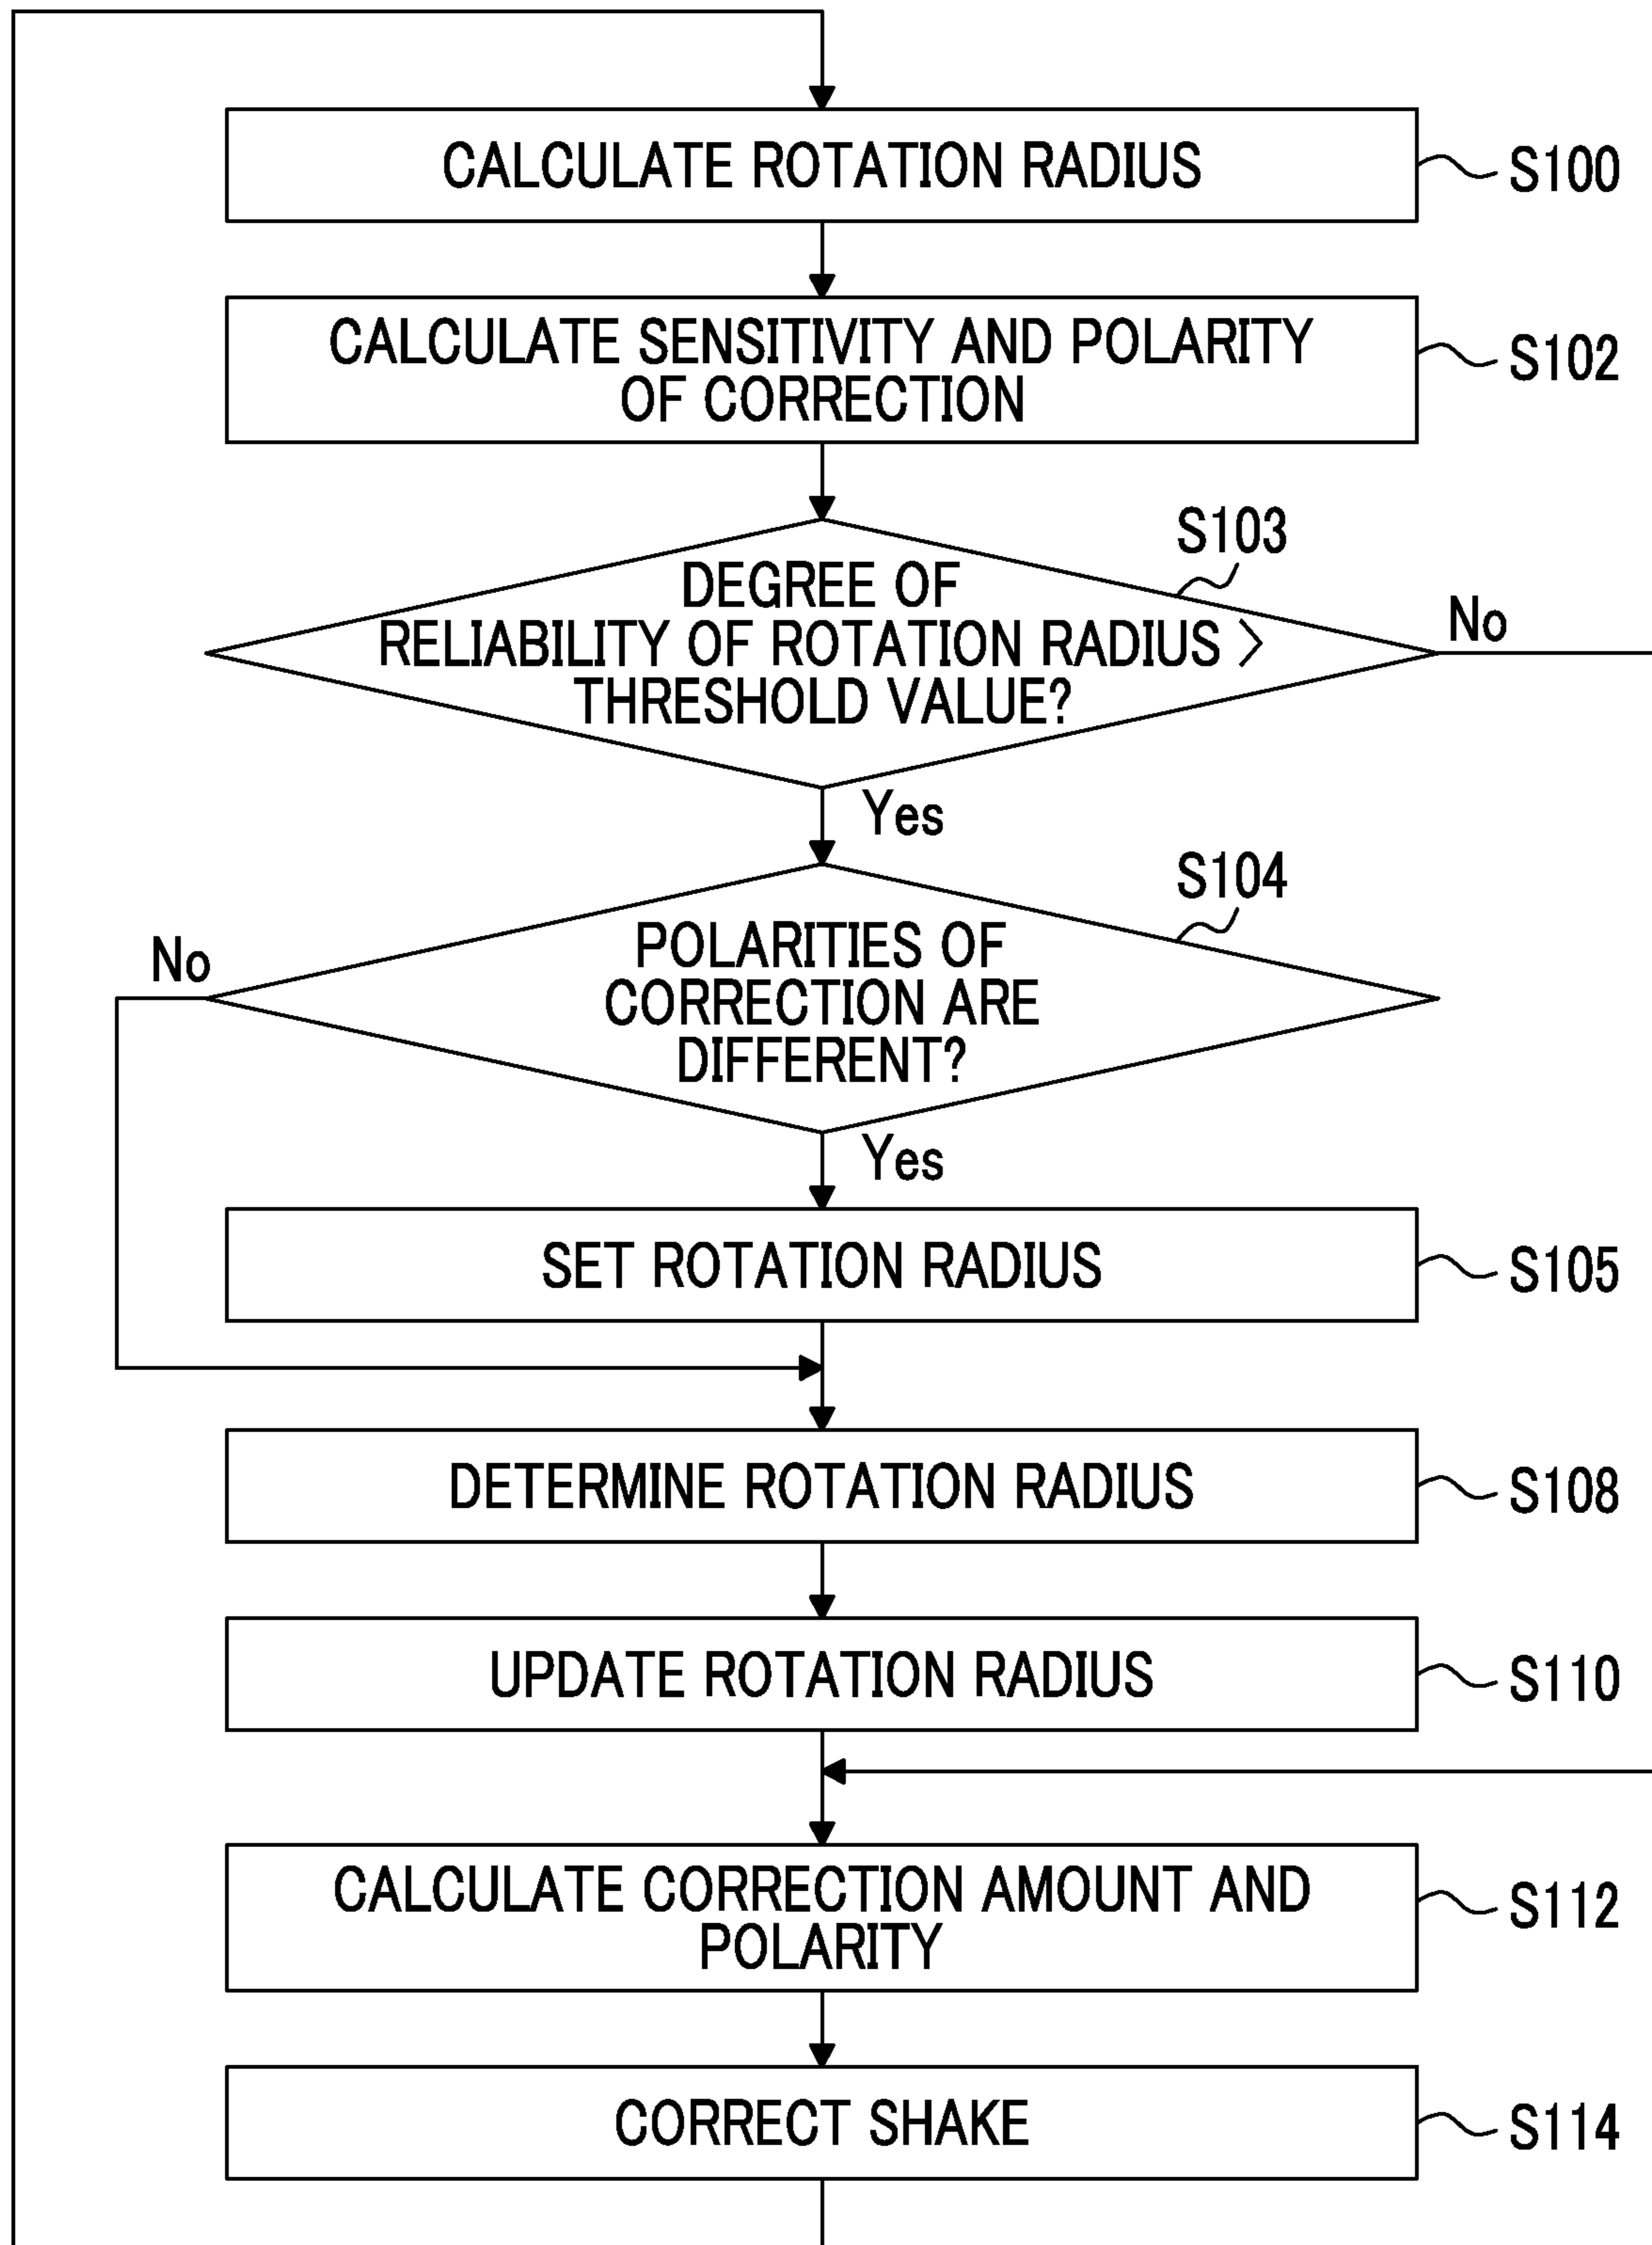 CALCULATE ROTATION RADIUS
S100
CALCULATE SENSITIVITY AND POLARITY
OF CORRECTION
S102
S103
DEGREE OF
RELIABILITY OF ROTATION RADIUS >
THRESHOLD VALUE?
No
Yes
S104
POLARITIES OF
CORRECTION ARE
DIFFERENT?
No
Yes
SET ROTATION RADIUS
S105
DETERMINE ROTATION RADIUS
S108
UPDATE ROTATION RADIUS
S110
CALCULATE CORRECTION AMOUNT AND
POLARITY
S112
CORRECT SHAKE
S114